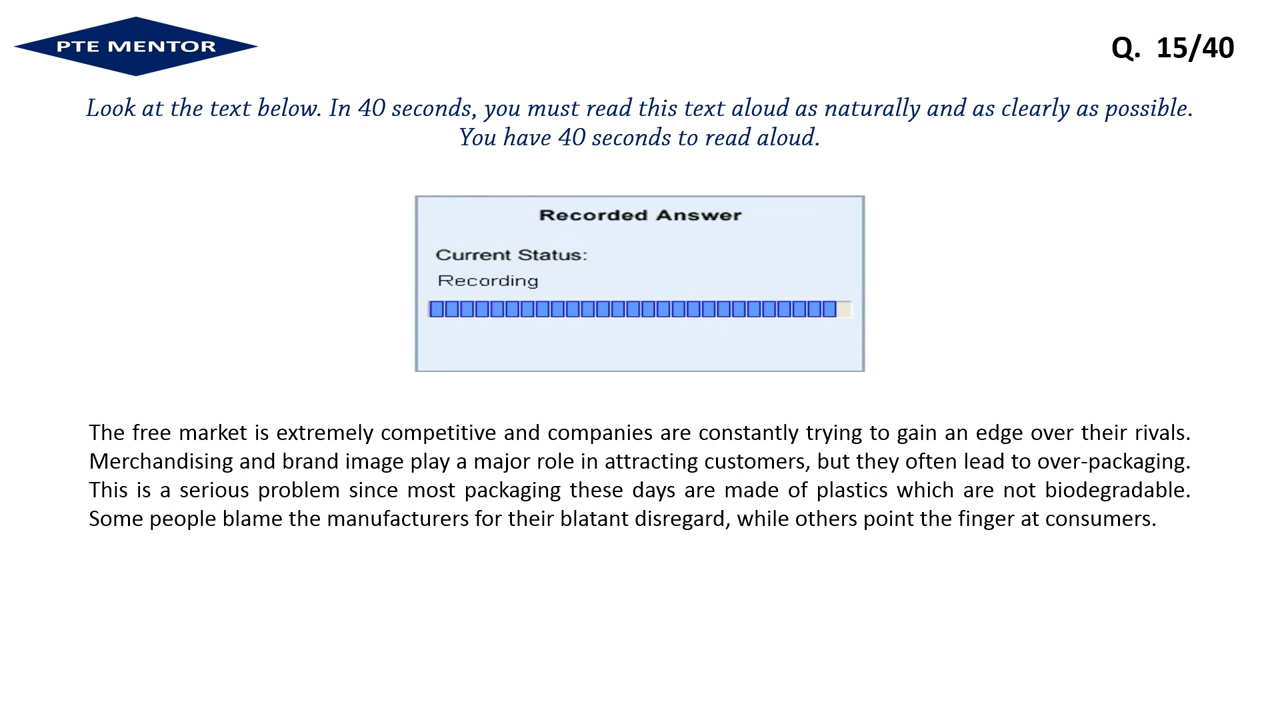 PTE MENTOR
Q. 15/40
Look at the text below. In 40 seconds, you must read this text aloud as naturally and as clearly as possible.
You have 40 seconds to read aloud.
Recorded Answer
Current Status:
Recording
The free market is extremely competitive and companies are constantly trying to gain an edge over their rivals.
Merchandising and brand image play a major role in attracting customers, but they often lead to over-packaging.
This is a serious problem since most packaging these days are made of plastics which are not biodegradable.
Some people blame the manufacturers for their blatant disregard, while others point the finger at consumers.